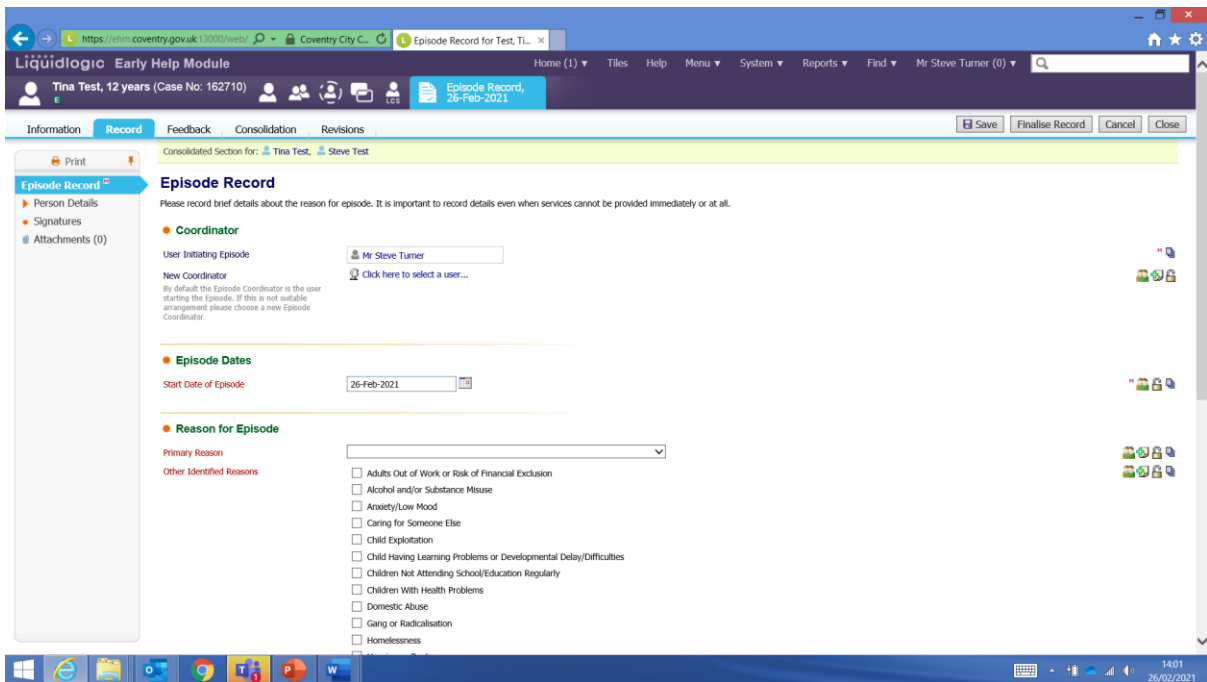 https://ehm.coventry.gov.uk:13000/web/ Coventry City C... Episode Record for Test, Ti...
Liquidlogic Early Help Module Home (1) Tiles Help Menu System Reports Find Mr Steve Turner (0)
Tina Test, 12 years (Case No: 162710)
E
LCS
Episode Record,
26-Feb-2021
Information Record Feedback Consolidation Revisions Save Finalise Record Cancel Close
Print
Consolidated Section for: Tina Test, Steve Test
Episode Record M
Person Details
Signatures
Attachments (0)
Episode Record
Please record brief details about the reason for episode. It is important to record details even when services cannot be provided immediately or at all.
Coordinator
User Initiating Episode Mr Steve Turner
New Coordinator Click here to select a user...
By default the Episode Coordinator is the user
starting the Episode. If this is not suitable
arrangement please choose a new Episode
Coordinator
Episode Dates
Start Date of Episode 26-Feb-2021
Reason for Episode
Primary Reason
Other Identified Reasons
Adults Out of Work or Risk of Financial Exclusion
Alcohol and/or Substance Misuse
Anxiety/Low Mood
Caring for Someone Else
Child Exploitation
Child Having Learning Problems or Developmental Delay/Difficulties
Children Not Attending School/Education Regularly
Children With Health Problems
Domestic Abuse
Gang or Radicalisation
Homelessness
14:01
26/02/2021